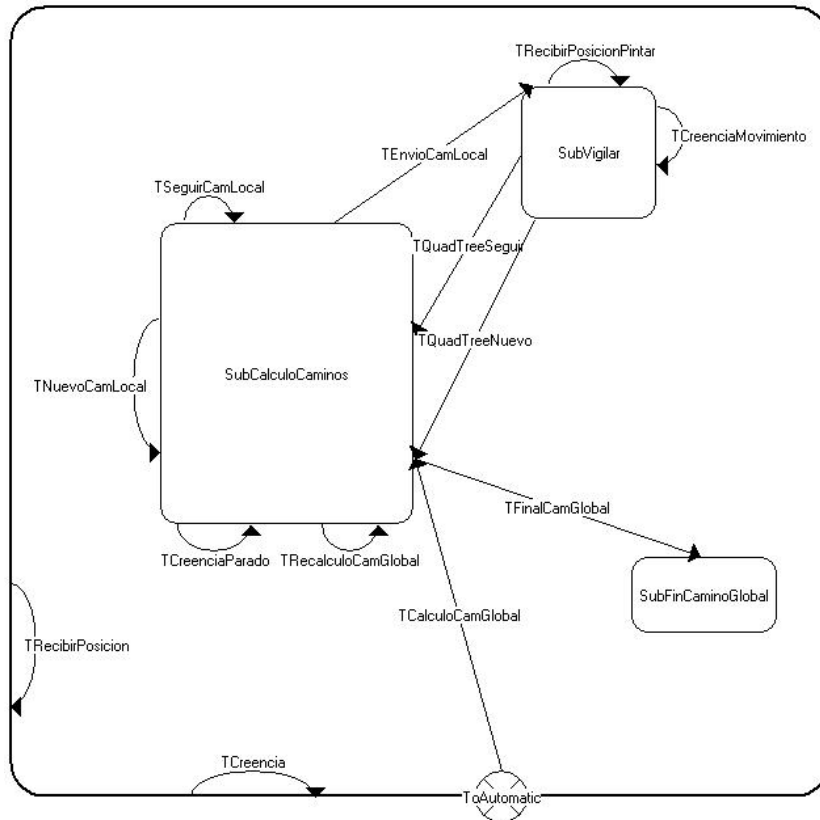 TRecibirPosicionPintar
TCreenciaMovimiento
SubVigilar
TEnvioCamLocal
TSeguirCamLocal
TQuadTreeSeguir
TQuadTreeNuevo
SubCalculoCaminos
TNuevoCamLocal
TFinalCamGlobal
TCreenciaParado
TRecalculoCamGlobal
SubFinCaminoGlobal
TCalculoCamGlobal
TRecibirPosicion
TCreencia
ToAutomatic